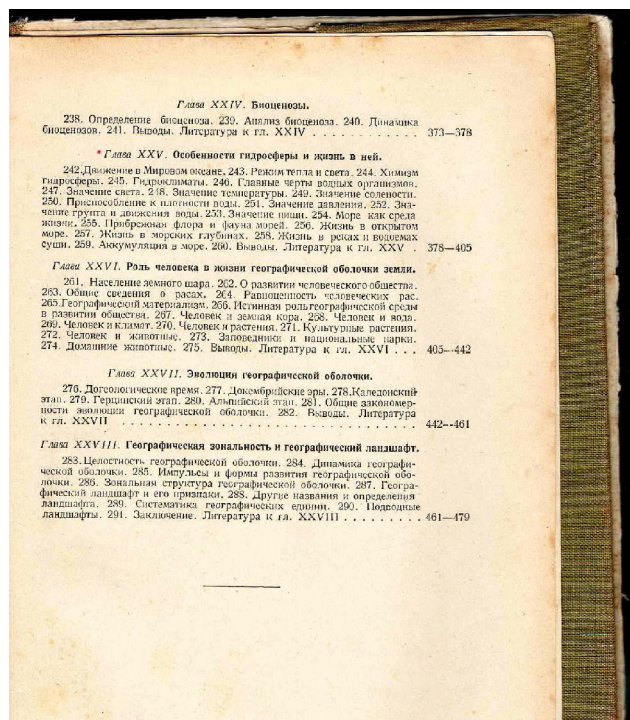 Глава XXIV. Биоценозы.
238. Определение биоценоза. 239. Анализ биоценоза. 240. Динамика
биоценозов. 241. Выводы. Литература к гл. XXIV . . . . . . . . . . . . 373—378
Глава XXV. Особенности гидросферы и жизнь в ней.
242. Движение в Мировом океане. 243. Режим тепла и света. 244. Химизм
гидросферы. 245. Гидроклиматы. 246. Главные черты водных организмов.
247. Значение света. 248. Значение температуры. 249. Значение солености.
250. Приспособление к плотности воды. 251. Значение давления. 252. Зна-
чение грунта и движения воды. 253. Значение пищи. 254. Море как среда
жизни. 255. Прибрежная флора и фауна морей. 256. Жизнь в открытом
море. 257. Жизнь в морских глубинах. 258. Жизнь в реках и водоемах
суши. 259. Аккумуляция в море. 260. Выводы. Литература к гл. XXV . 378—405
Глава XXVI. Роль человека в жизни географической оболочки земли.
261. Население земного шара. 262. О развитии человеческого общества.
263. Общие сведения о расах. 264. Равноценность человеческих рас.
265. Географический материализм. 266. Истинная роль географической среды
в развития общества. 267. Человек и земная кора. 268. Человек и вода.
269. Человек и климат. 270. Человек и растения. 271. Культурные растения.
272. Человек и животные. 273. Заповедники и национальные парки.
274. Домашние животные. 275. Выводы. Литература к гл. XXVI . . . 405—442
Глава XXVII. Эволюция географической оболочки.
276. Догеологическое время. 277. Докембрийские эры. 278. Каледонский
этап. 279. Герцинский этап. 280. Альпийский этап. 281. Общие закономер-
ности эволюции географической оболочки. 282. Выводы. Литература
к гл. XXVII . . . . . . . . . . . . . . . . . . . . . . . . . . . . . . 442—461
Глава XXVIII. Географическая зональность и географический ландшафт.
283. Целостность географической оболочки. 284. Динамика географи-
ческой оболочки. 285. Импульсы и формы развития географической обо-
лочки. 286. Зональная структура географической оболочки. 287. Геогра-
фический ландшафт и его признаки. 288. Другие названия и определения
ландшафта. 289. Систематика географических единиц. 290. Подводные
ландшафты. 291. Заключение. Литература к гл. XXVIII . . . . . . . . . 461—479